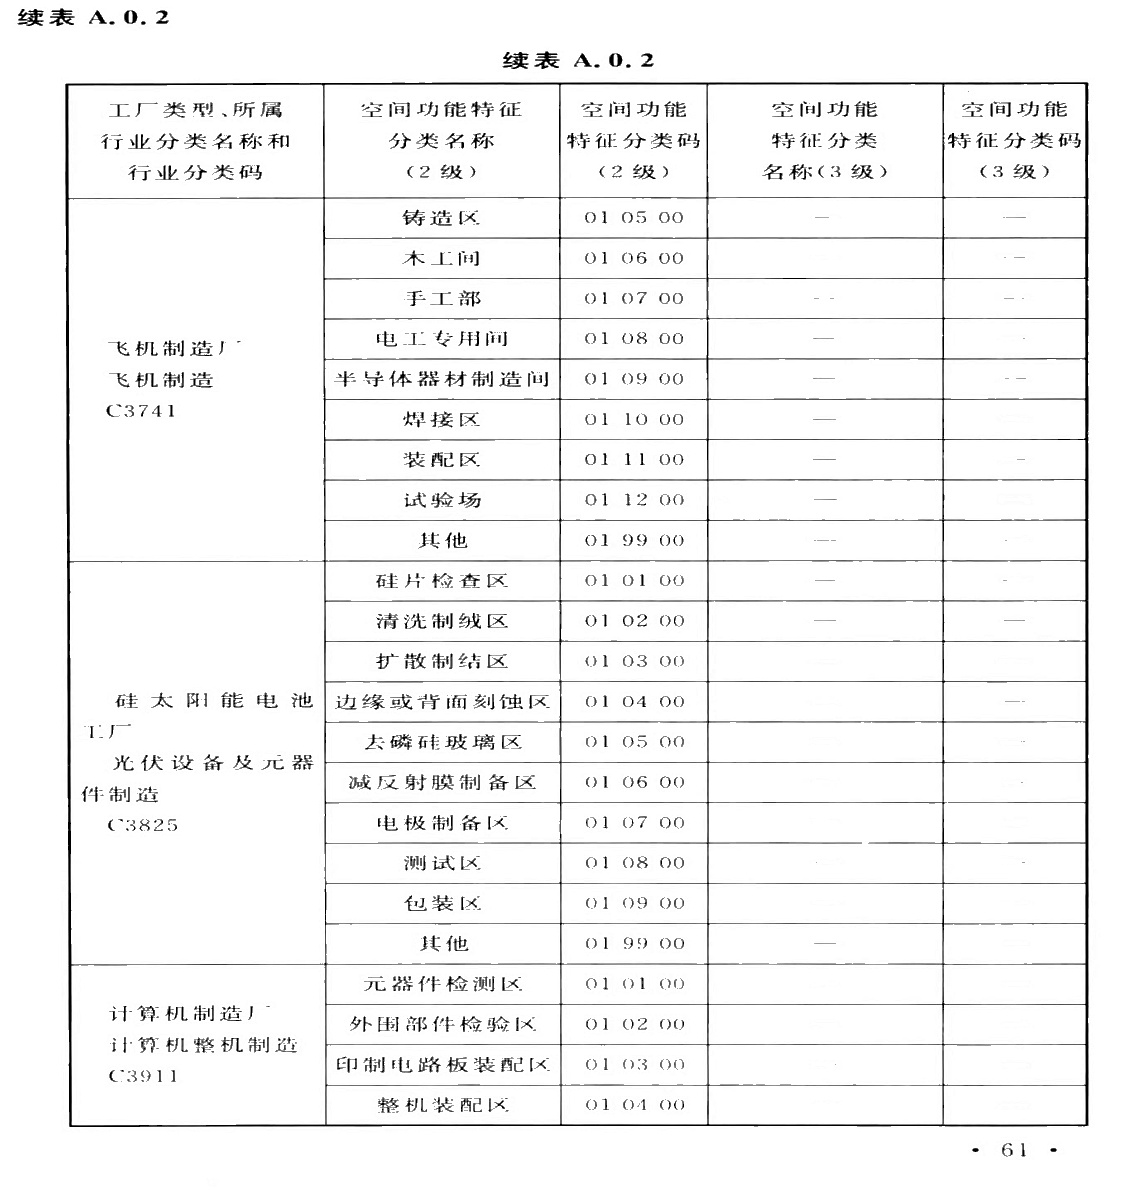 续表 A.0.2
续表 A.0.2
工厂类型、所属
行业分类名称和
行业分类码
空间功能特征
分类名称
(2 级)
空间功能
特征分类码
(2 级)
空间功能
特征分类
名称(3 级)
空间功能
特征分类码
(3 级)
飞机制造厂
飞机制造
C3741
铸造区 01 05 00 — —
木工间 01 06 00 —
手工部 01 07 00 — —
电工专用间 01 08 00 —
半导体器材制造间 01 09 00 — —
焊接区 01 10 00 —
装配区 01 11 00 — —
试验场 01 12 00 —
其他 01 99 00 —
硅太阳能电池
工厂
光伏设备及元器
件制造
C3825
硅片检查区 01 01 00 — —
清洗制绒区 01 02 00 — —
扩散制结区 01 03 00
边缘或背面刻蚀区 01 04 00 —
去磷硅玻璃区 01 05 00
减反射膜制备区 01 06 00
电极制备区 01 07 00
测试区 01 08 00
包装区 01 09 00
其他 01 99 00 —
计算机制造厂
计算机整机制造
C3911
元器件检测区 01 01 00
外围部件检验区 01 02 00
印制电路板装配区 01 03 00
整机装配区 01 04 00
· 61 ·